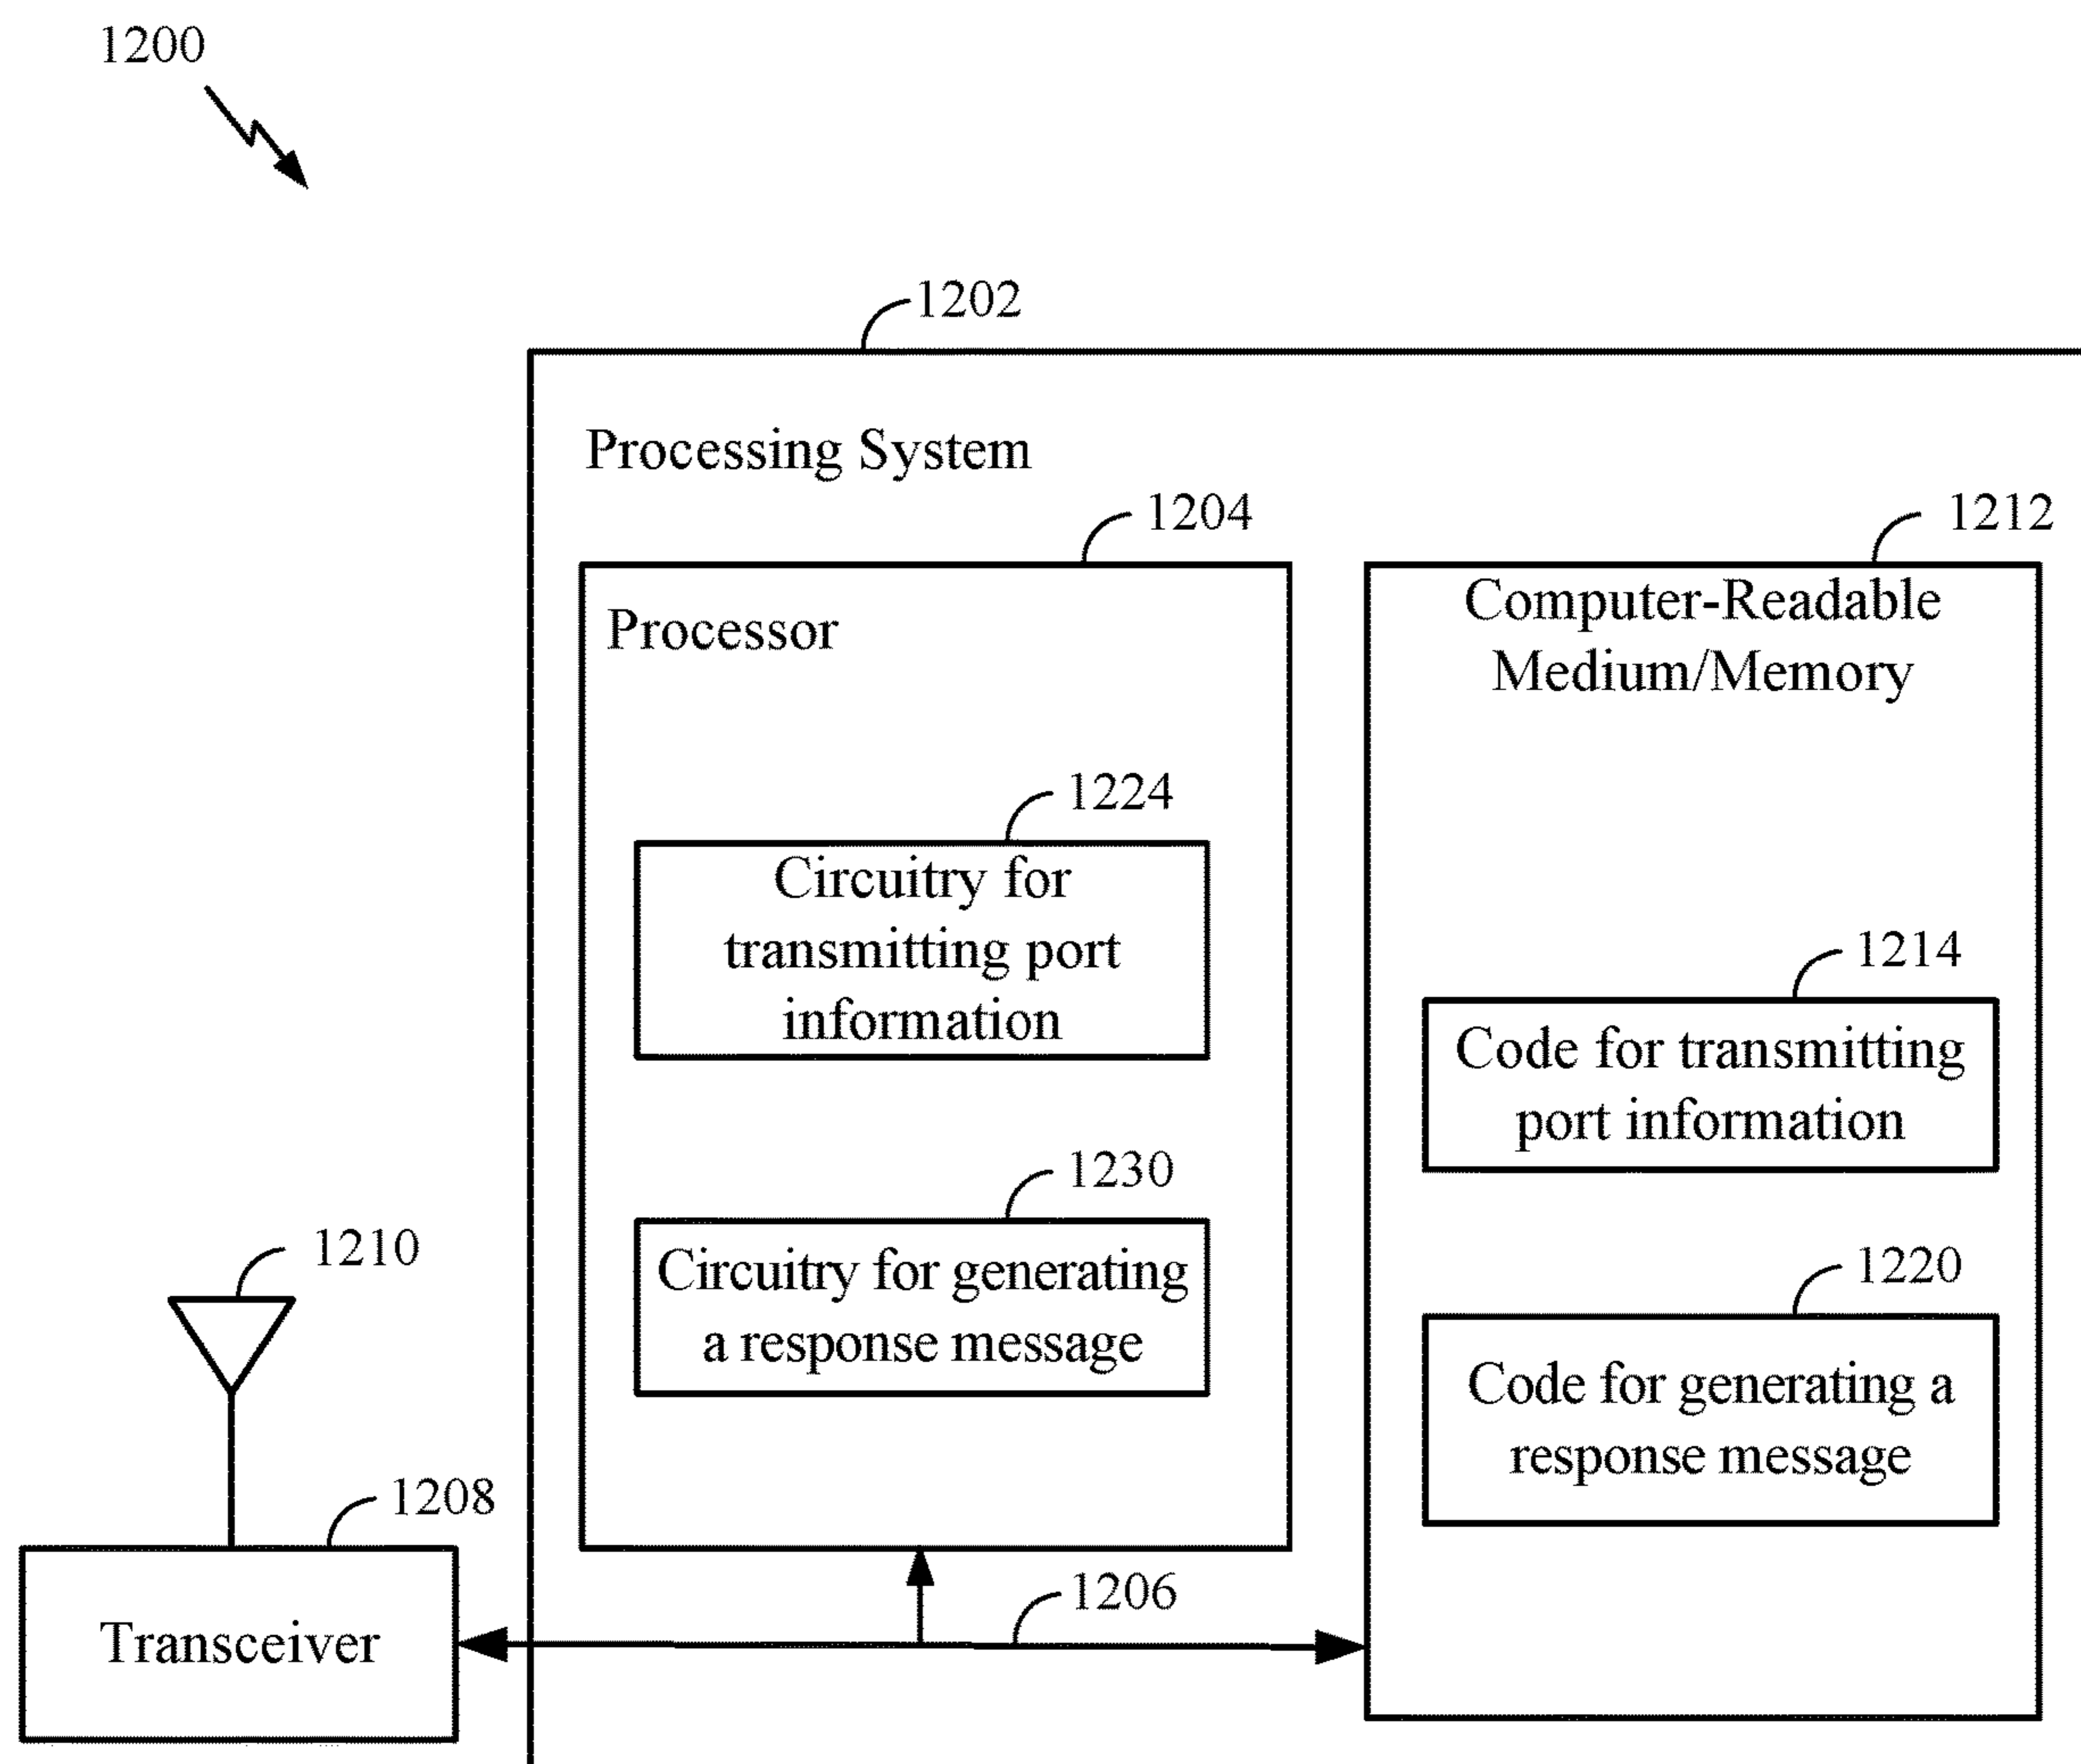 1200
1202
Processing System
1204
1212
Processor
Computer-Readable
Medium/Memory
1224
Circuitry for
transmitting port
information
1214
Code for transmitting
port information
1230
Circuitry for generating
a response message
1220
Code for generating a
response message
1210
1208
Transceiver
1206